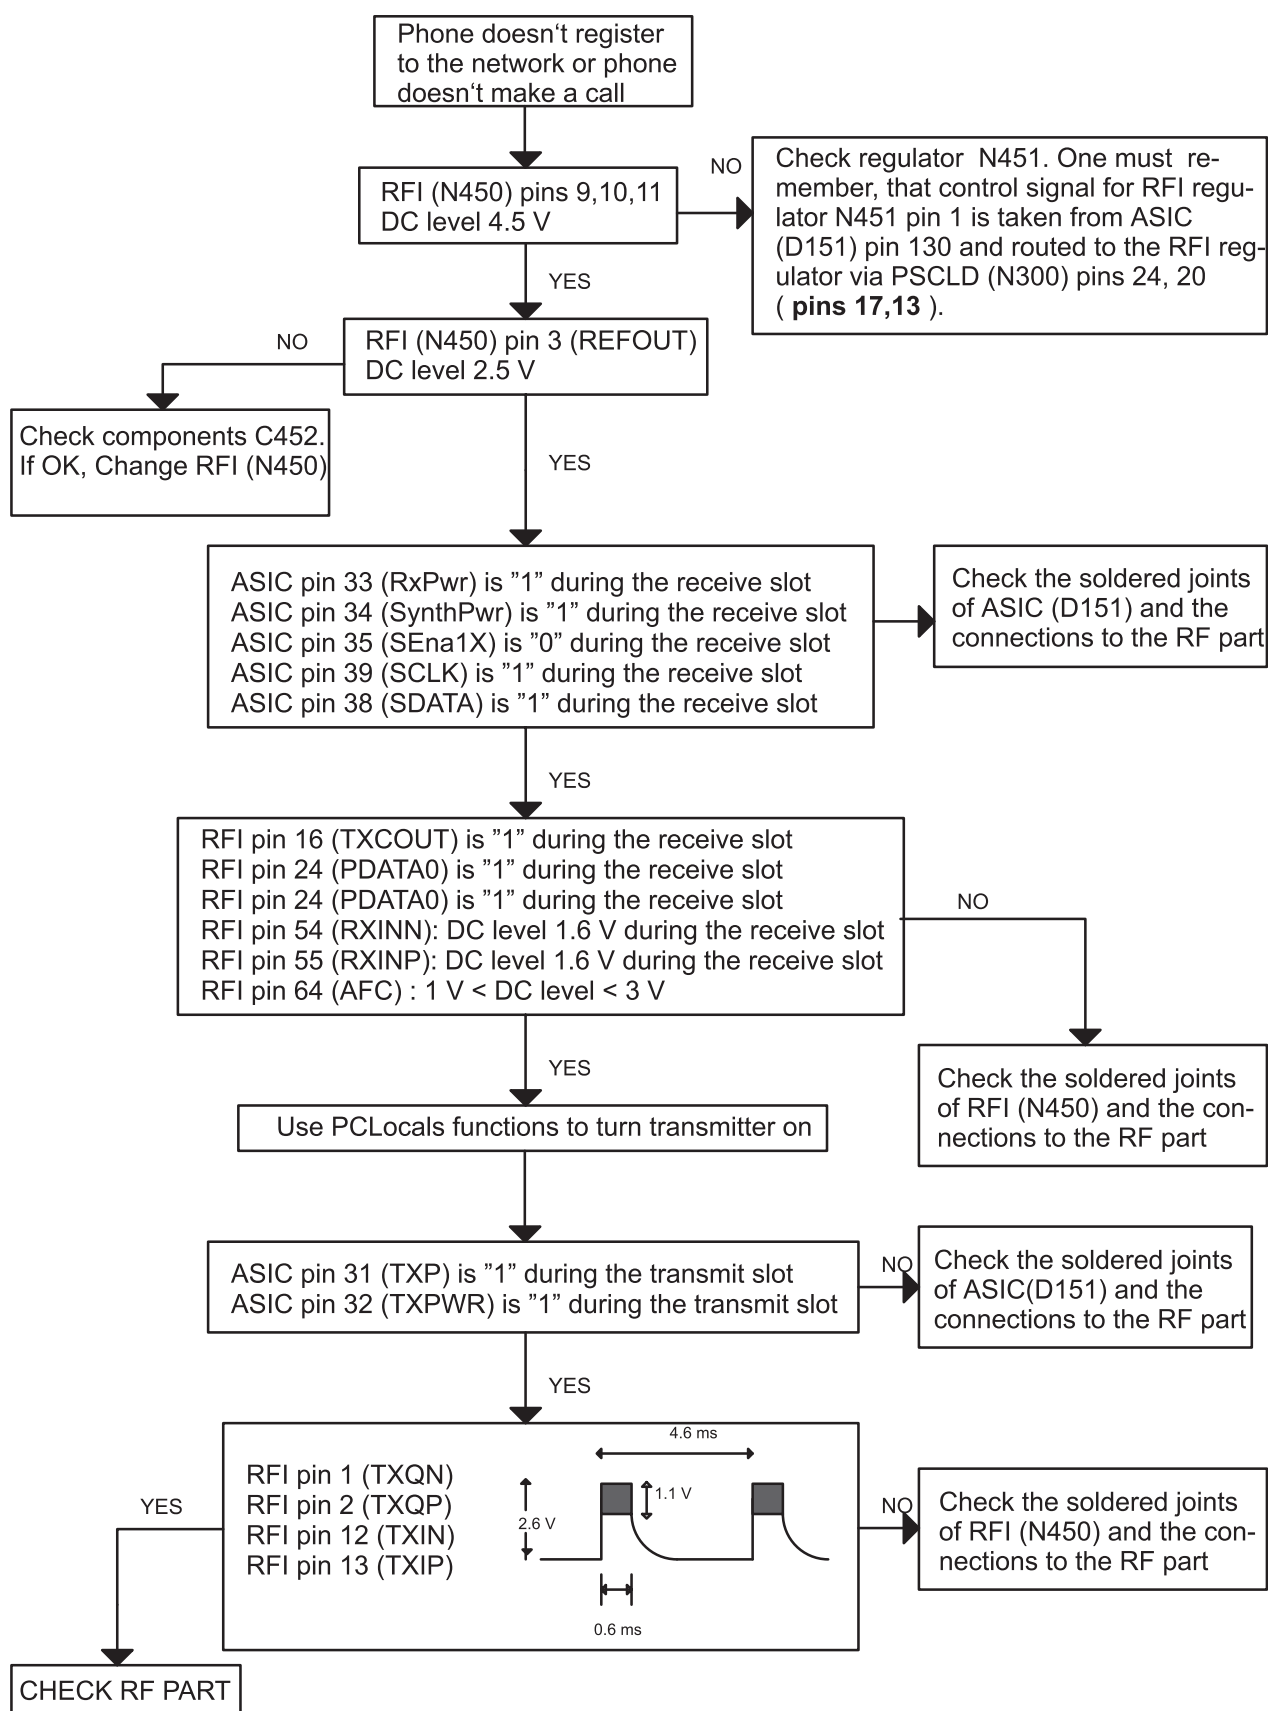 Phone doesn‘t register
to the network or phone
doesn‘t make a call
NO
Check regulator N451. One must re-
member, that control signal for RFI regu-
lator N451 pin 1 is taken from ASIC
(D151) pin 130 and routed to the RFI reg-
ulator via PSCLD (N300) pins 24, 20
( pins 17,13 ).
RFI (N450) pins 9,10,11
DC level 4.5 V
YES
RFI (N450) pin 3 (REFOUT)
DC level 2.5 V
NO
Check components C452.
If OK, Change RFI (N450)
YES
ASIC pin 33 (RxPwr) is ”1” during the receive slot
ASIC pin 34 (SynthPwr) is ”1” during the receive slot
ASIC pin 35 (SEna1X) is ”0” during the receive slot
ASIC pin 39 (SCLK) is ”1” during the receive slot
ASIC pin 38 (SDATA) is ”1” during the receive slot
Check the soldered joints
of ASIC (D151) and the
connections to the RF part
YES
RFI pin 16 (TXCOUT) is ”1” during the receive slot
RFI pin 24 (PDATA0) is ”1” during the receive slot
RFI pin 24 (PDATA0) is ”1” during the receive slot
RFI pin 54 (RXINN): DC level 1.6 V during the receive slot
RFI pin 55 (RXINP): DC level 1.6 V during the receive slot
RFI pin 64 (AFC) : 1 V < DC level < 3 V
NO
Check the soldered joints
of RFI (N450) and the con-
nections to the RF part
YES
Use PCLocals functions to turn transmitter on
ASIC pin 31 (TXP) is ”1” during the transmit slot
ASIC pin 32 (TXPWR) is ”1” during the transmit slot
NO
Check the soldered joints
of ASIC(D151) and the
connections to the RF part
YES
RFI pin 1 (TXQN)
RFI pin 2 (TXQP)
RFI pin 12 (TXIN)
RFI pin 13 (TXIP)
4.6 ms
1.1 V
2.6 V
0.6 ms
NO
Check the soldered joints
of RFI (N450) and the con-
nections to the RF part
YES
CHECK RF PART